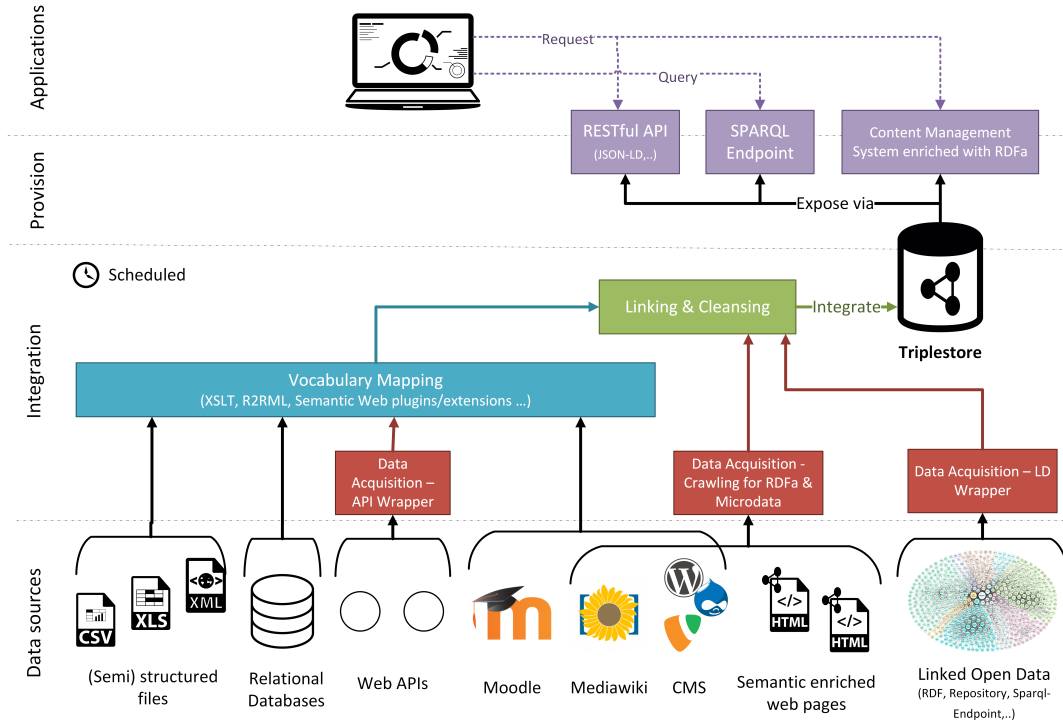 Applications
Request
Query
RESTful API
(JSON-LD,..)
SPARQL
Endpoint
Content Management
System enriched with RDFa
Provision
Expose via
Scheduled
Integration
Linking & Cleansing
Integrate
Triplestore
Vocabulary Mapping
(XSLT, R2RML, Semantic Web plugins/extensions ...)
Data
Acquisition –
API Wrapper
Data Acquisition -
Crawling for RDFa &
Microdata
Data Acquisition – LD
Wrapper
Data sources
CSV
XLS
XML
m
W
</>
HTML
</>
HTML
(Semi) structured
files
Relational
Databases
Web APIs
Moodle
Mediawiki
CMS
Semantic enriched
web pages
Linked Open Data
(RDF, Repository, Sparql-
Endpoint,..)